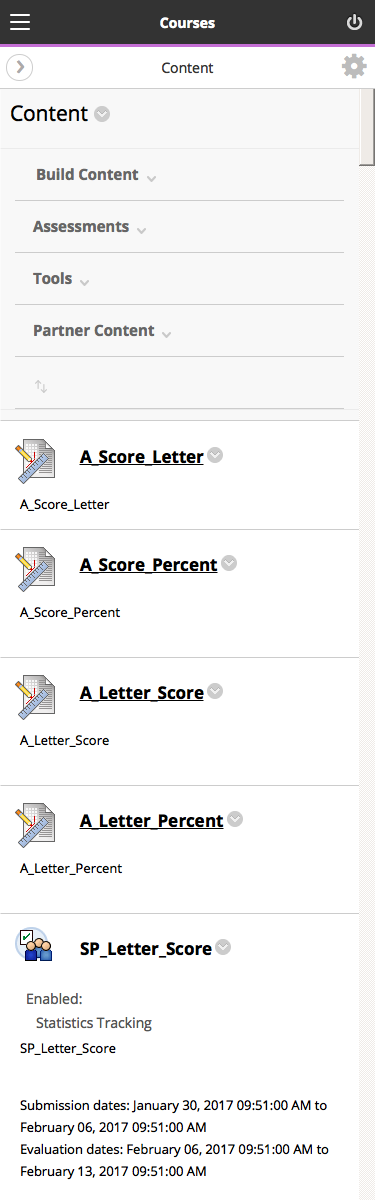 Courses
Content
Content
Build Content
Assessments
Tools
Partner Content
A_Score_Letter
A_Score_Letter
A_Score_Percent
A_Score_Percent
A_Letter_Score
A_Letter_Score
A_Letter_Percent
A_Letter_Percent
SP_Letter_Score
Enabled:
Statistics Tracking
SP_Letter_Score
Submission dates: January 30, 2017 09:51:00 AM to
February 06, 2017 09:51:00 AM
Evaluation dates: February 06, 2017 09:51:00 AM to
February 13, 2017 09:51:00 AM